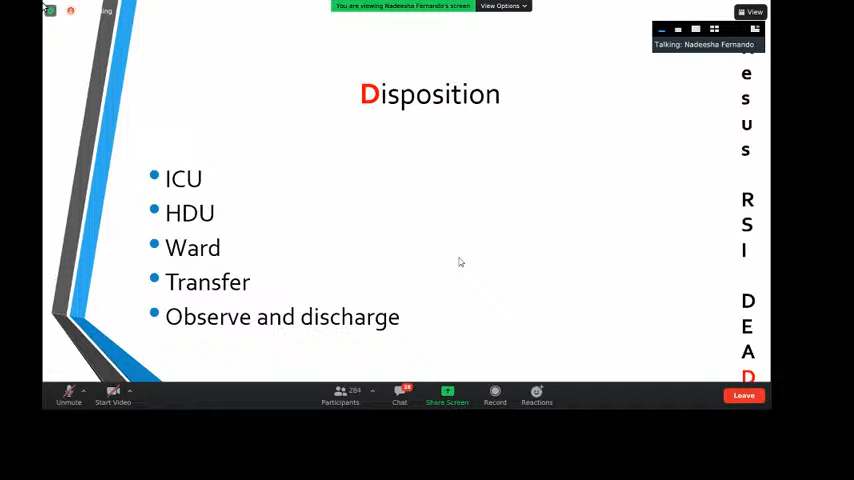 ing
You are viewing Nadeesha Fernando's screen
View Options
View
Talking: Nadeesha Fernando
Disposition
ICU
HDU
Ward
Transfer
Observe and discharge
e
s
u
s
R
S
I
D
E
A
D
Unmute
Start Video
284
Participants
28
Chat
Share Screen
Record
Reactions
Leave